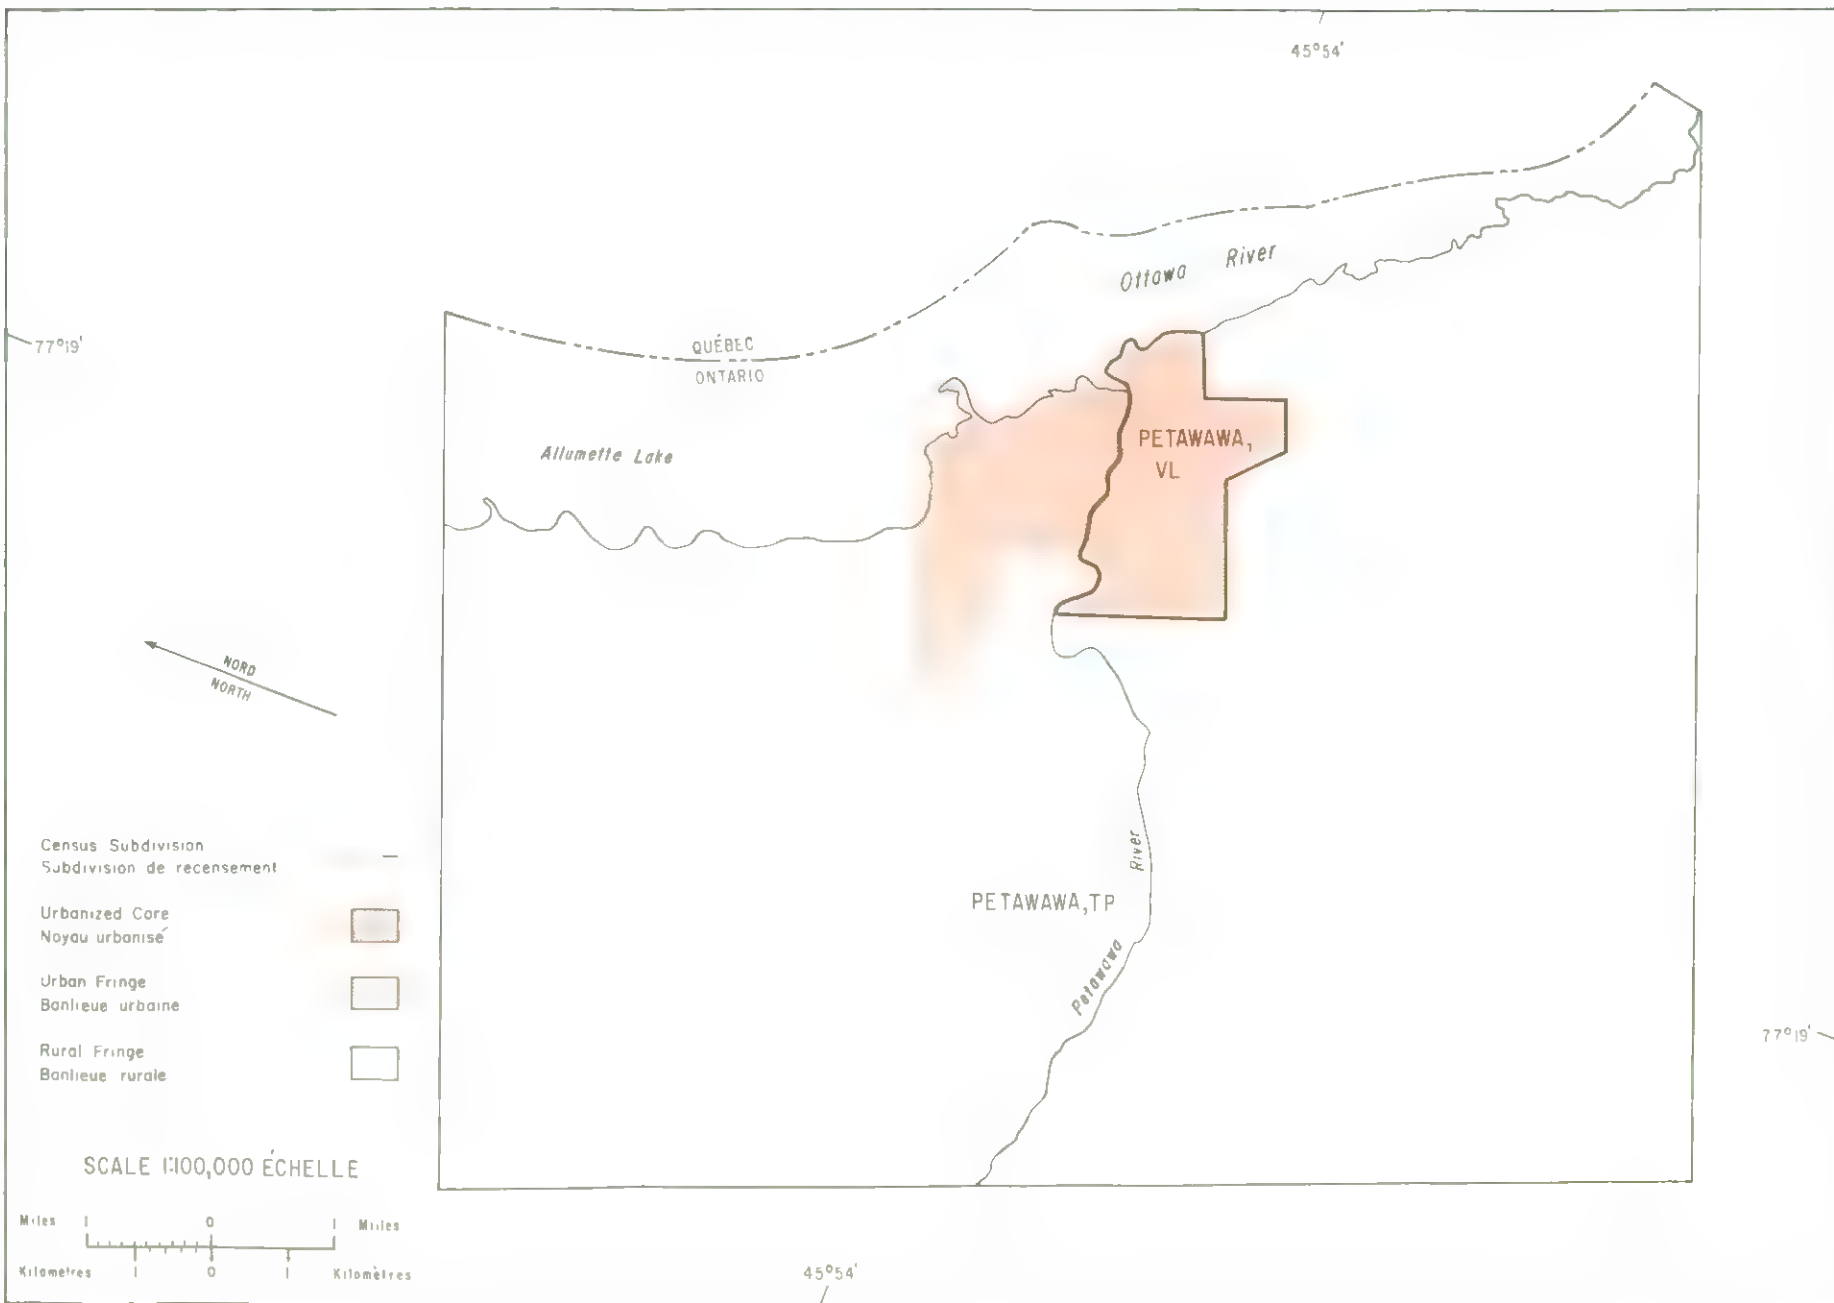 45°54'
Ottawa River
77°19'
QUÉBEC
ONTARIO
Allumette Lake
PETAWAWA,
VL
NORD
NORTH
Census Subdivision
Subdivision de recensement
Urbanized Core
Noyau urbanisé
Urban Fringe
Banlieue urbaine
Rural Fringe
Banlieue rurale
PETAWAWA, TP
Petawawa River
77°19'
SCALE 1:100,000 ÉCHELLE
Miles 1 0 1 Milles
Kilometres 1 0 1 Kilomètres
45°54'